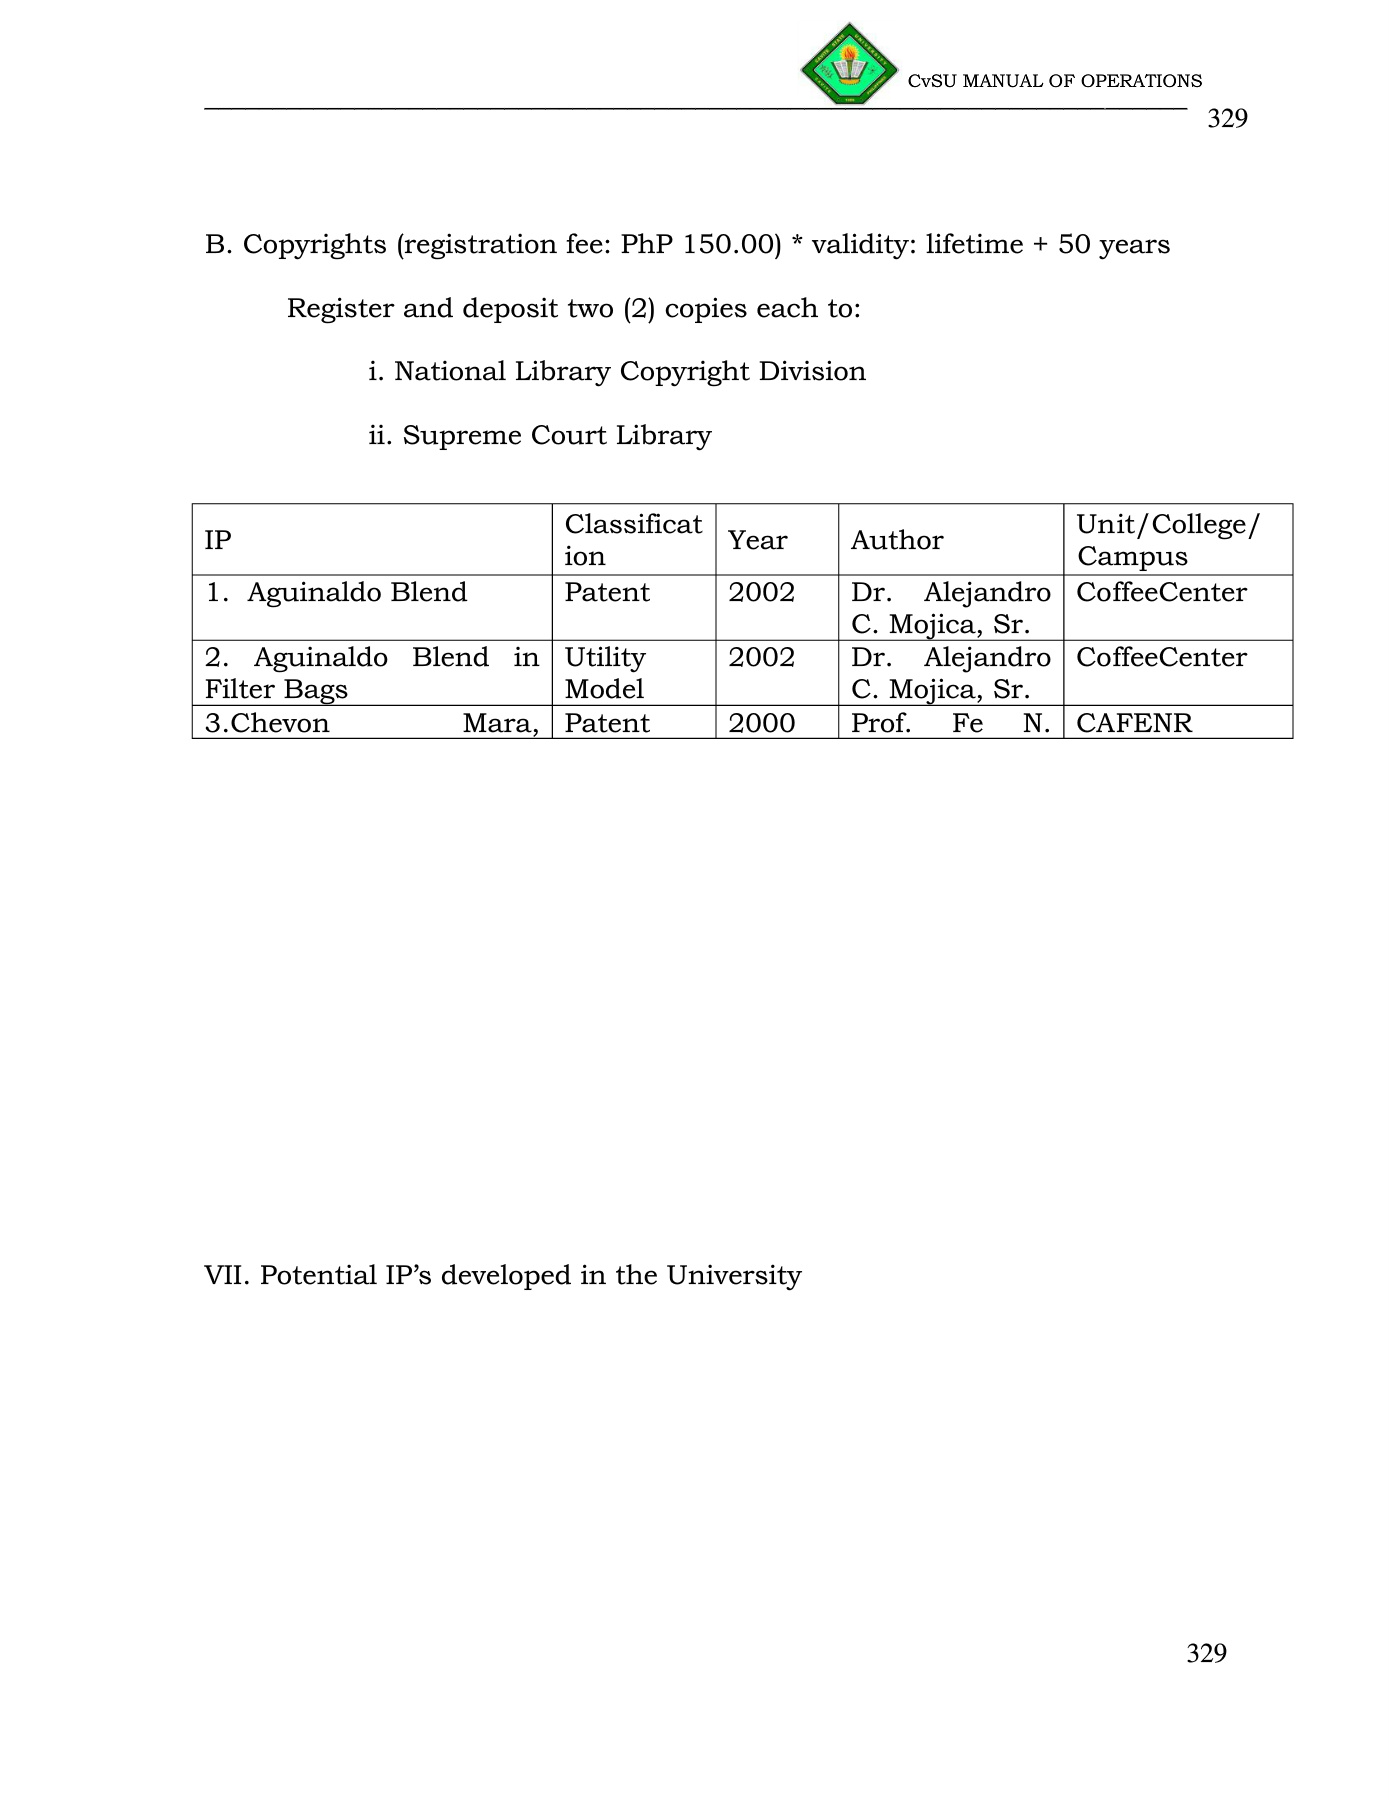 CvSU MANUAL OF OPERATIONS
329
B. Copyrights (registration fee: PhP 150.00) * validity: lifetime + 50 years
Register and deposit two (2) copies each to:
i. National Library Copyright Division
ii. Supreme Court Library
IP
Classificat
ion
Year
Author
Unit/College/
Campus
1. Aguinaldo Blend
Patent
2002
Dr. Alejandro
C. Mojica, Sr.
CoffeeCenter
2. Aguinaldo Blend in
Filter Bags
Utility
Model
2002
Dr. Alejandro
C. Mojica, Sr.
CoffeeCenter
3.Chevon Mara,
Patent
2000
Prof. Fe N.
CAFENR
VII. Potential IP’s developed in the University
329